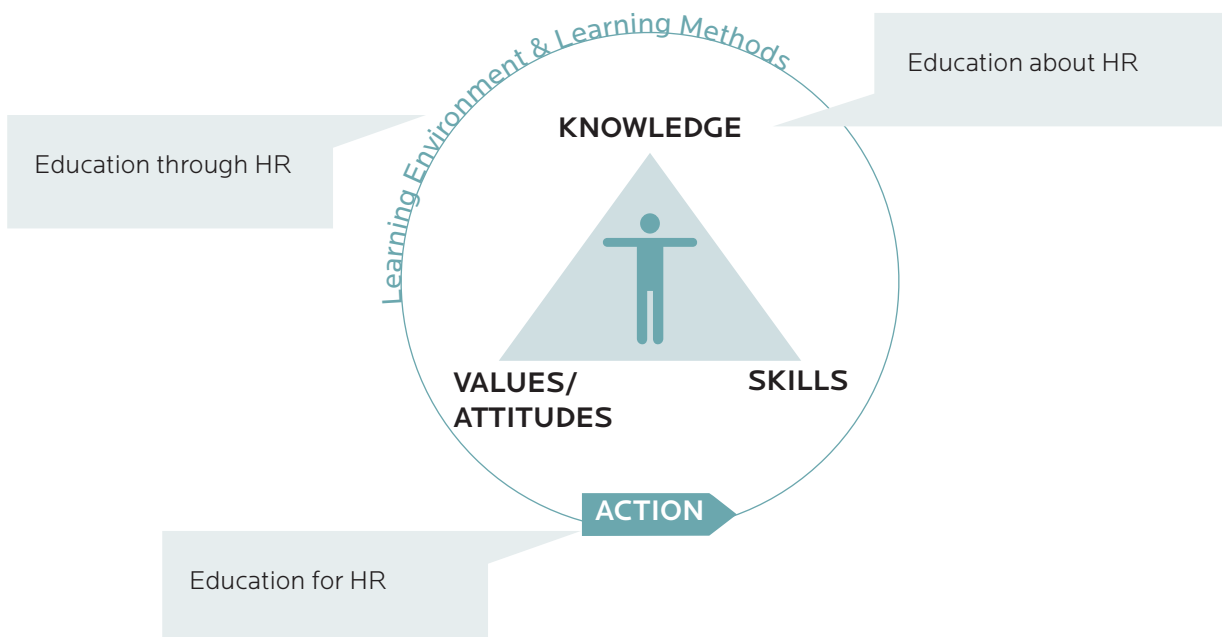 Learning Environment & Learning Methods
Education about HR
KNOWLEDGE
Education through HR
VALUES/
ATTITUDES
SKILLS
ACTION
Education for HR